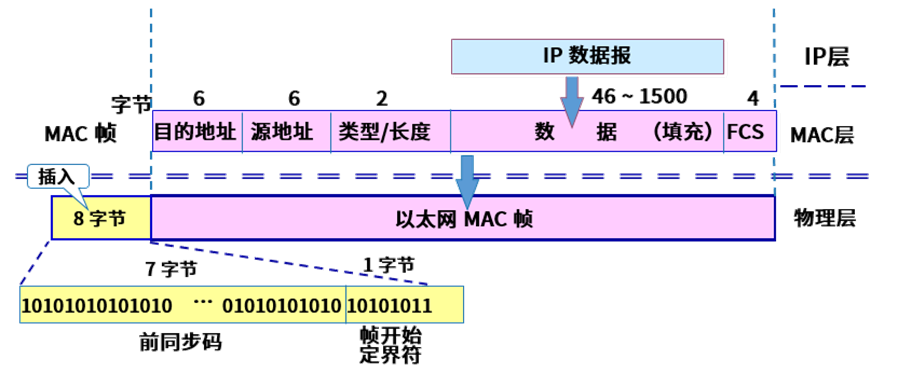 IP 数据报
IP层
字节 6 6 2 46 ~ 1500 4
MAC 帧 目的地址 源地址 类型/长度 数 据 (填充) FCS MAC层
插入
8 字节 以太网 MAC 帧 物理层
7 字节 1 字节
10101010101010 ··· 01010101010 10101011
前同步码 帧开始
定界符